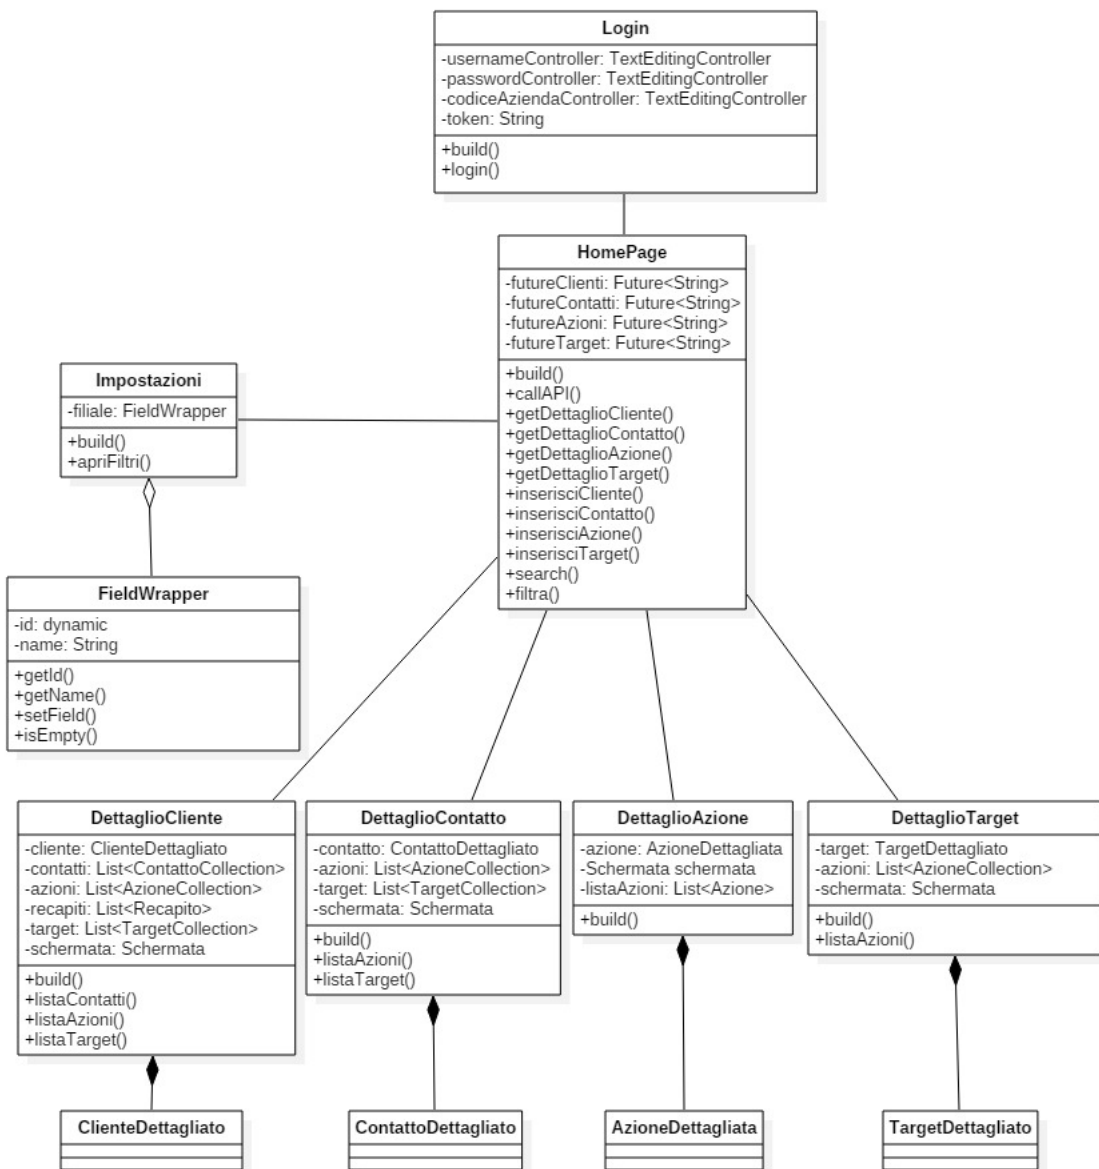 Login
-usernameController: TextEditingController
-passwordController: TextEditingController
-codiceAziendaController: TextEditingController
-token: String
+build()
+login()
HomePage
-futureClienti: Future<String>
-futureContatti: Future<String>
-futureAzioni: Future<String>
-futureTarget: Future<String>
+build()
+callAPI()
+getDettaglioCliente()
+getDettaglioContatto()
+getDettaglioAzione()
+getDettaglioTarget()
+inserisciCliente()
+inserisciContatto()
+inserisciAzione()
+inserisciTarget()
+search()
+filtra()
Impostazioni
-filiale: FieldWrapper
+build()
+apriFiltri()
FieldWrapper
-id: dynamic
-name: String
+getId()
+getName()
+setField()
+isEmpty()
DettaglioCliente
-cliente: ClienteDettagliato
-contatti: List<ContattoCollection>
-azioni: List<AzioneCollection>
-recapiti: List<Recapito>
-target: List<TargetCollection>
-schermata: Schermata
+build()
+listaContatti()
+listaAzioni()
+listaTarget()
DettaglioContatto
-contatto: ContattoDettagliato
-azioni: List<AzioneCollection>
-target: List<TargetCollection>
-schermata: Schermata
+build()
+listaAzioni()
+listaTarget()
DettaglioAzione
-azione: AzioneDettagliata
-Schermata schermata
-listaAzioni: List<Azione>
+build()
DettaglioTarget
-target: TargetDettagliato
-azioni: List<AzioneCollection>
-schermata: Schermata
+build()
+listaAzioni()
ClienteDettagliato
ContattoDettagliato
AzioneDettagliata
TargetDettagliato